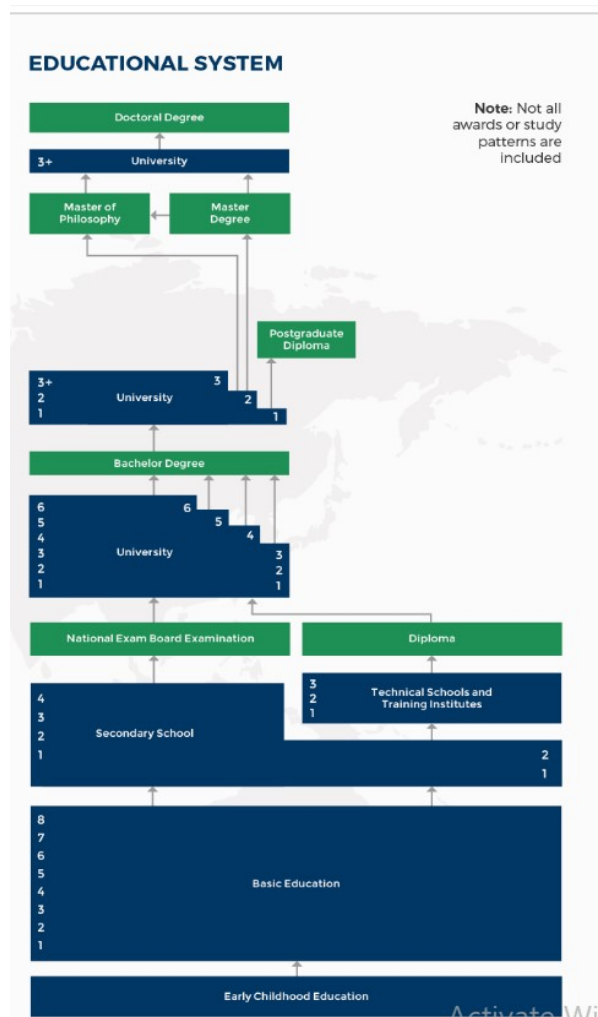 EDUCATIONAL SYSTEM
Note: Not all
awards or study
patterns are
included
Doctoral Degree
3+
University
Master of
Philosophy
Master
Degree
Postgraduate
Diploma
3+
2
1
University
3
2
1
Bachelor Degree
6
5
4
3
2
1
University
6
5
4
3
2
1
National Exam Board Examination
Diploma
4
3
2
1
Secondary School
3
2
1
Technical Schools and
Training Institutes
2
1
8
7
6
5
4
3
2
1
Basic Education
Early Childhood Education
Activate Wi